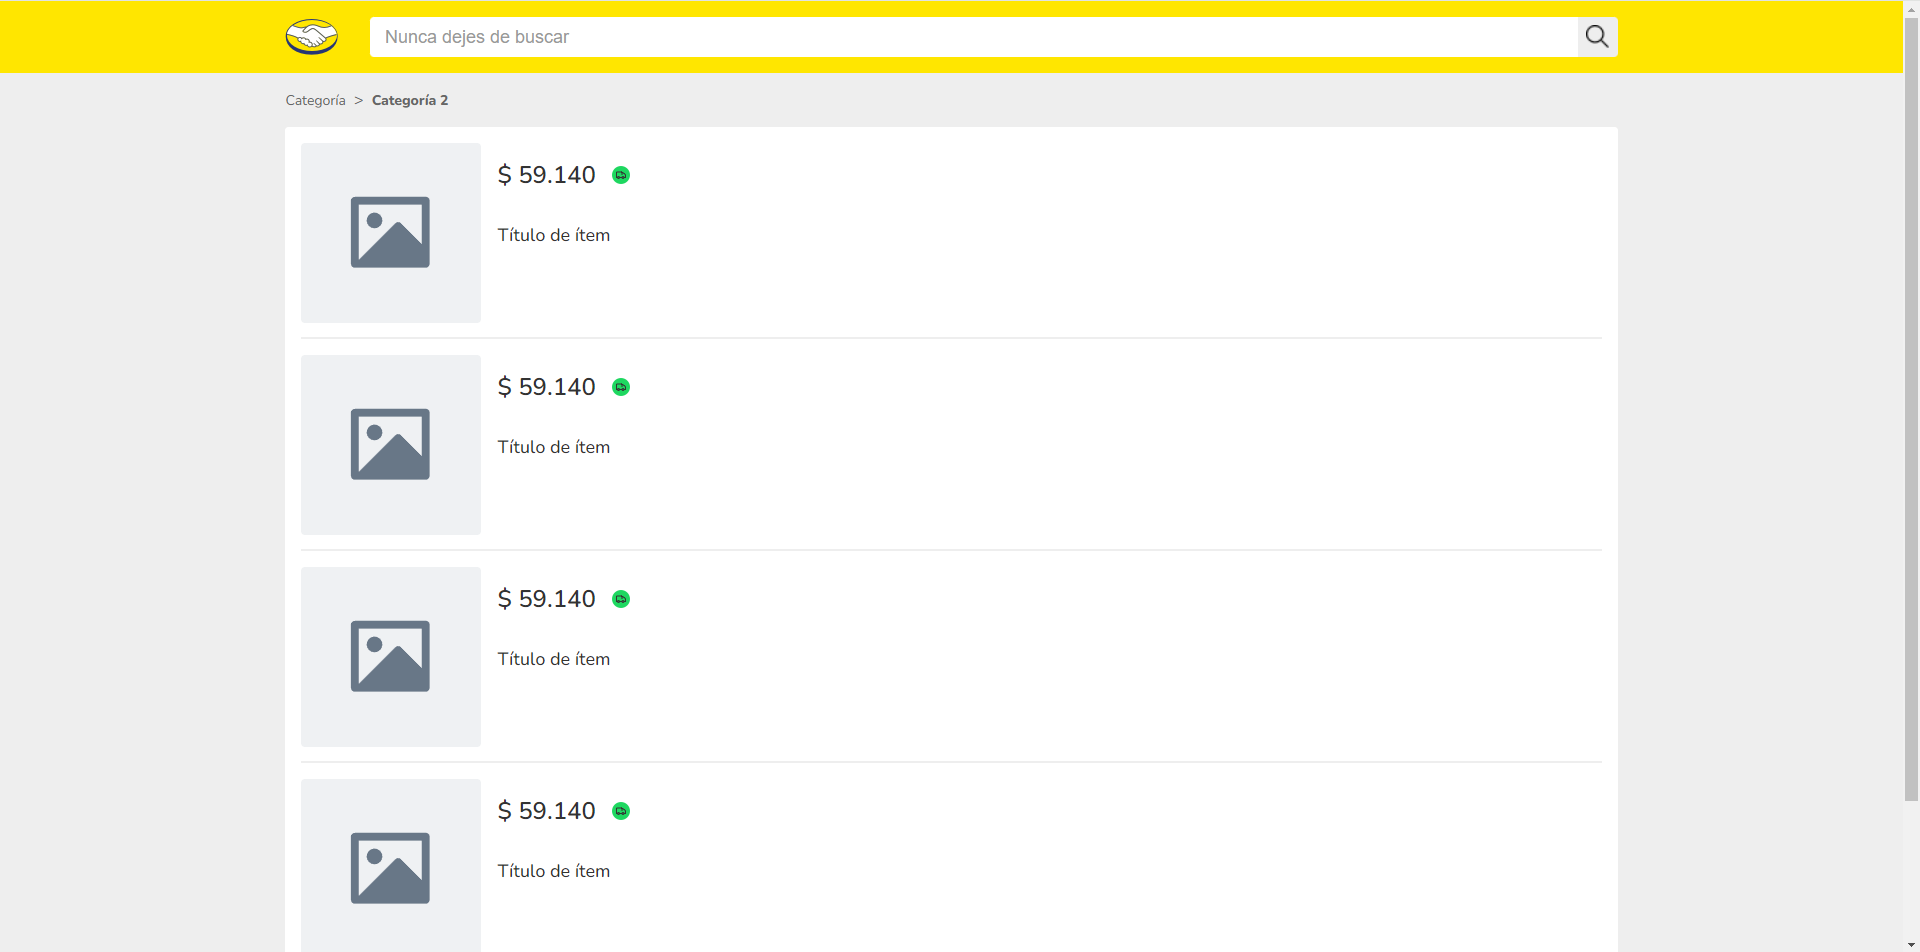 Nunca dejes de buscar
Categoría > Categoría 2
$ 59.140
Título de ítem
$ 59.140
Título de ítem
$ 59.140
Título de ítem
$ 59.140
Título de ítem